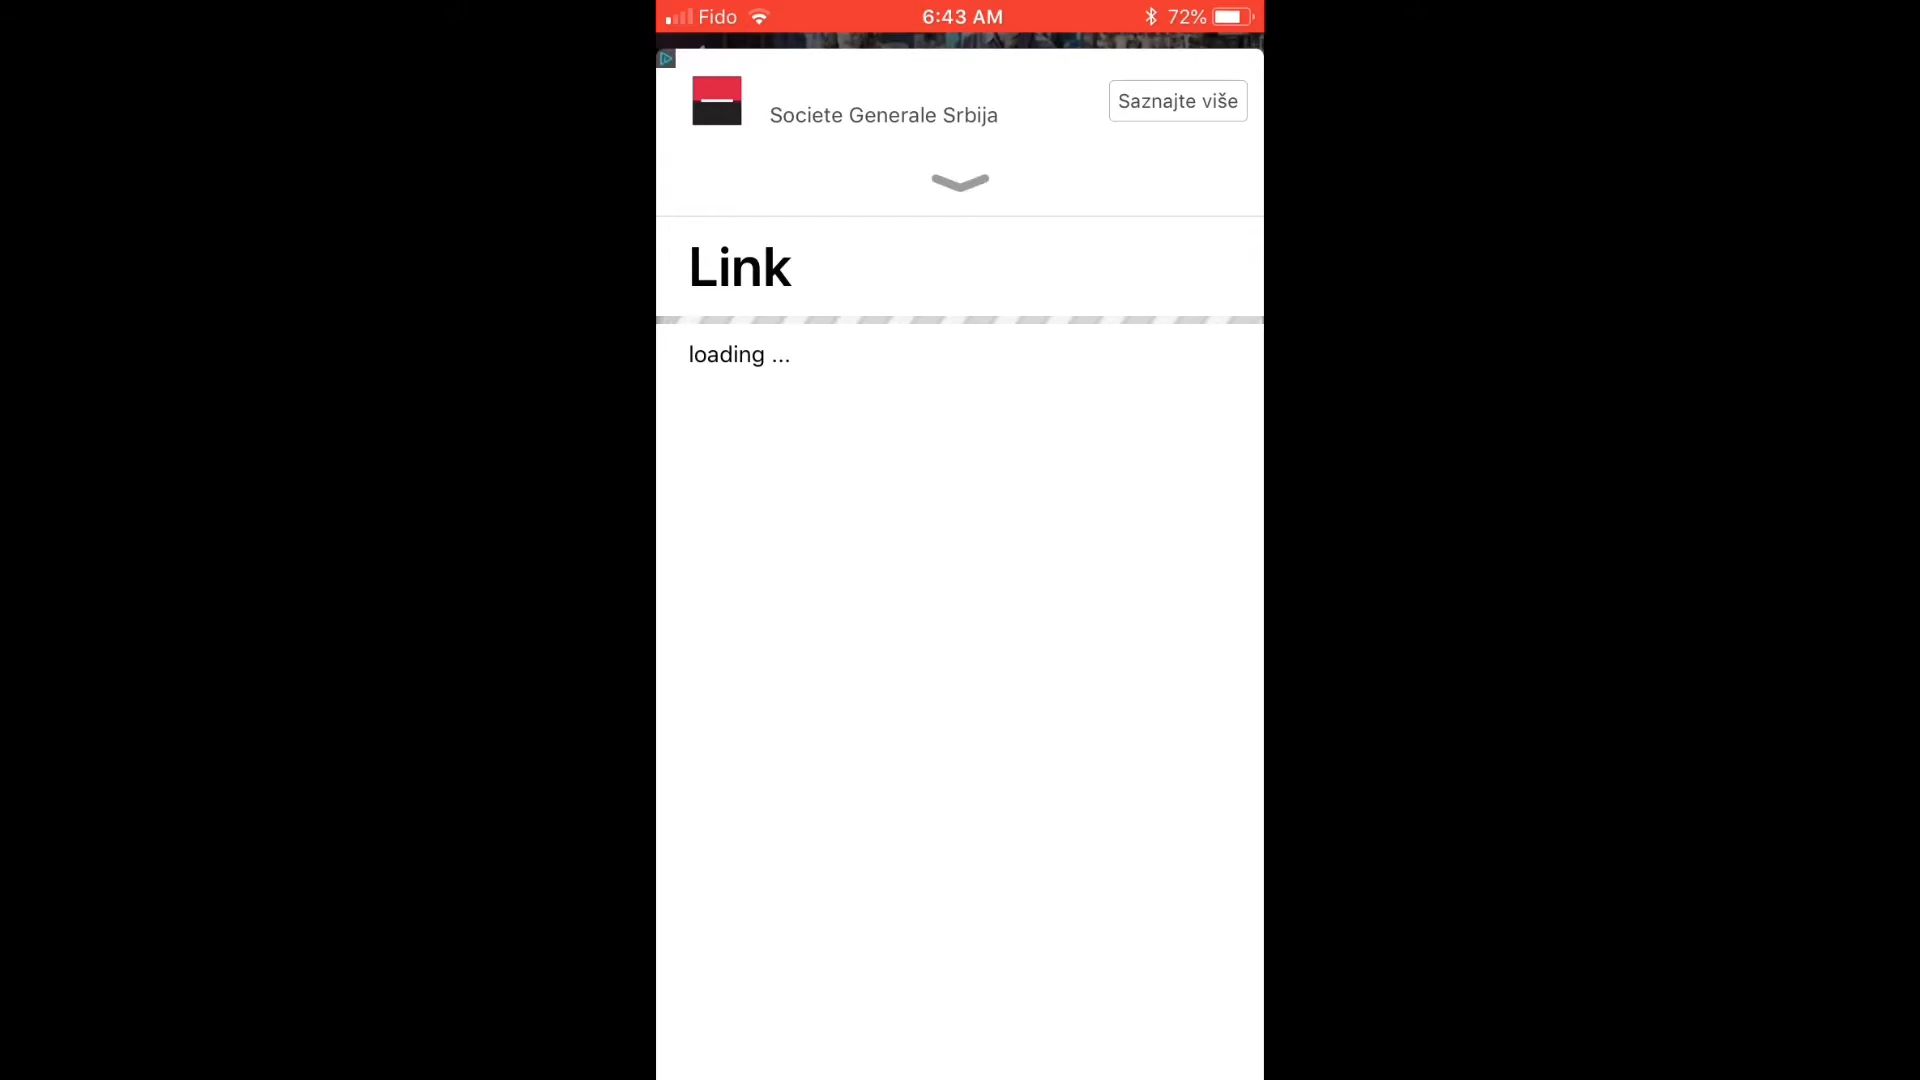 Fido 6:43 AM 72%
Societe Generale Srbija
Saznajte više
Link
loading ...